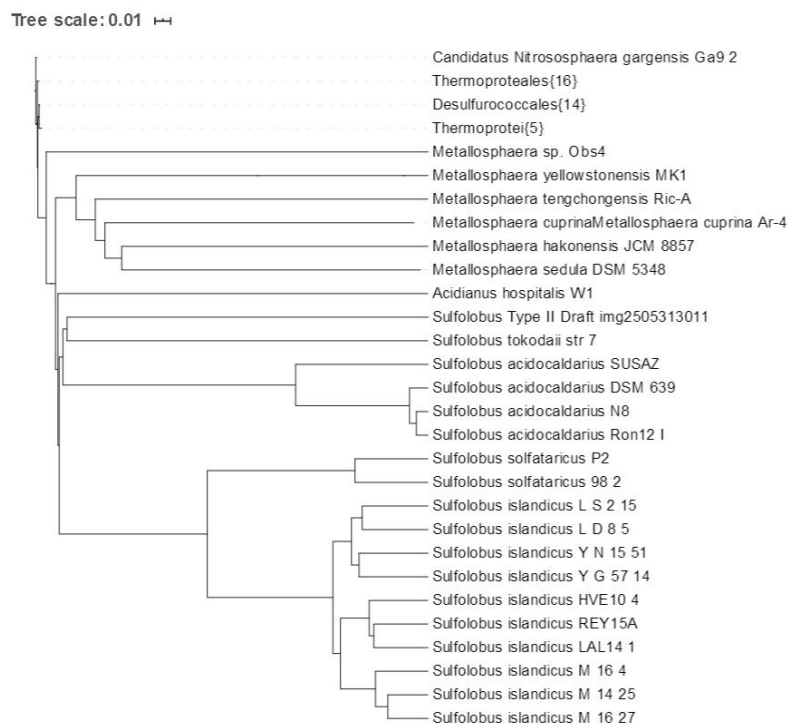 Tree scale: 0.01
Candidatus Nitrososphaera gargensis Ga9 2
Thermoproteales{16}
Desulfurococcales{14}
Thermoprotei{5}
Metallosphaera sp. Obs4
Metallosphaera yellowstonensis MK1
Metallosphaera tengchongensis Ric-A
Metallosphaera cuprinaMetallosphaera cuprina Ar-4
Metallosphaera hakonensis JCM 8857
Metallosphaera sedula DSM 5348
Acidianus hospitalis W1
Sulfolobus Type II Draft img2505313011
Sulfolobus tokodaii str 7
Sulfolobus acidocaldarius SUSAZ
Sulfolobus acidocaldarius DSM 639
Sulfolobus acidocaldarius N8
Sulfolobus acidocaldarius Ron12 I
Sulfolobus solfataricus P2
Sulfolobus solfataricus 98 2
Sulfolobus islandicus L S 2 15
Sulfolobus islandicus L D 8 5
Sulfolobus islandicus Y N 15 51
Sulfolobus islandicus Y G 57 14
Sulfolobus islandicus HVE10 4
Sulfolobus islandicus REY15A
Sulfolobus islandicus LAL14 1
Sulfolobus islandicus M 16 4
Sulfolobus islandicus M 14 25
Sulfolobus islandicus M 16 27